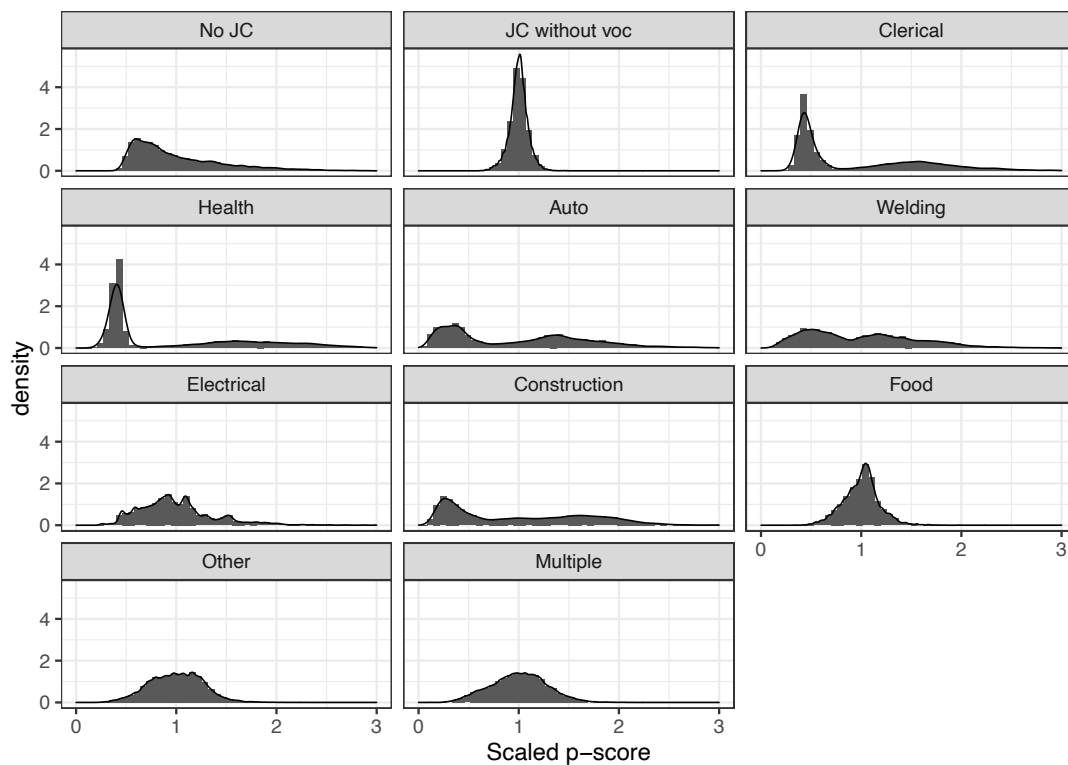 No JC JC without voc Clerical
4
2
0
Health Auto Welding
4
2
0
Electrical Construction Food
4
2
0
0 1 2 3
Other Multiple
4
2
0
0 1 2 3 0 1 2 3
density
Scaled p−score